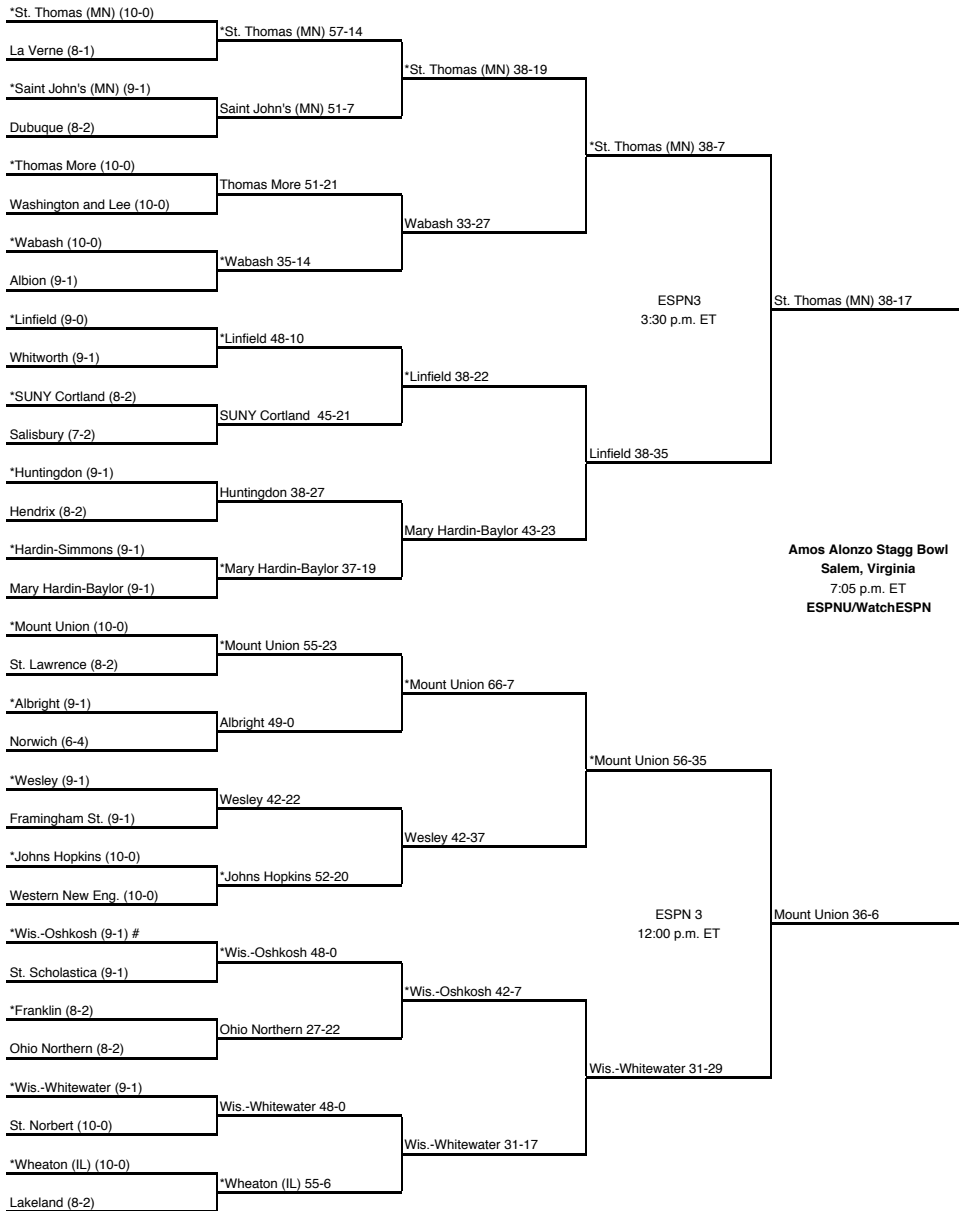 *St. Thomas (MN) (10-0)
La Verne (8-1)
*Saint John's (MN) (9-1)
Dubuque (8-2)
*Thomas More (10-0)
Washington and Lee (10-0)
*Wabash (10-0)
Albion (9-1)
*Linfield (9-0)
Whitworth (9-1)
*SUNY Cortland (8-2)
Salisbury (7-2)
*Huntingdon (9-1)
Hendrix (8-2)
*Hardin-Simmons (9-1)
Mary Hardin-Baylor (9-1)
*Mount Union (10-0)
St. Lawrence (8-2)
*Albright (9-1)
Norwich (6-4)
*Wesley (9-1)
Framingham St. (9-1)
*Johns Hopkins (10-0)
Western New Eng. (10-0)
*Wis.-Oshkosh (9-1) #
St. Scholastica (9-1)
*Franklin (8-2)
Ohio Northern (8-2)
*Wis.-Whitewater (9-1)
St. Norbert (10-0)
*Wheaton (IL) (10-0)
Lakeland (8-2)
*St. Thomas (MN) 57-14
Saint John's (MN) 51-7
Thomas More 51-21
*Wabash 35-14
*Linfield 48-10
SUNY Cortland 45-21
Huntingdon 38-27
*Mary Hardin-Baylor 37-19
*Mount Union 55-23
Albright 49-0
Wesley 42-22
*Johns Hopkins 52-20
*Wis.-Oshkosh 48-0
Ohio Northern 27-22
Wis.-Whitewater 48-0
*Wheaton (IL) 55-6
*St. Thomas (MN) 38-19
Wabash 33-27
*Linfield 38-22
Mary Hardin-Baylor 43-23
*Mount Union 66-7
Wesley 42-37
*Wis.-Oshkosh 42-7
Wis.-Whitewater 31-17
*St. Thomas (MN) 38-7
Linfield 38-35
*Mount Union 56-35
Wis.-Whitewater 31-29
ESPN3
3:30 p.m. ET
ESPN 3
12:00 p.m. ET
St. Thomas (MN) 38-17
Mount Union 36-6
Amos Alonzo Stagg Bowl
Salem, Virginia
7:05 p.m. ET
ESPNU/WatchESPN